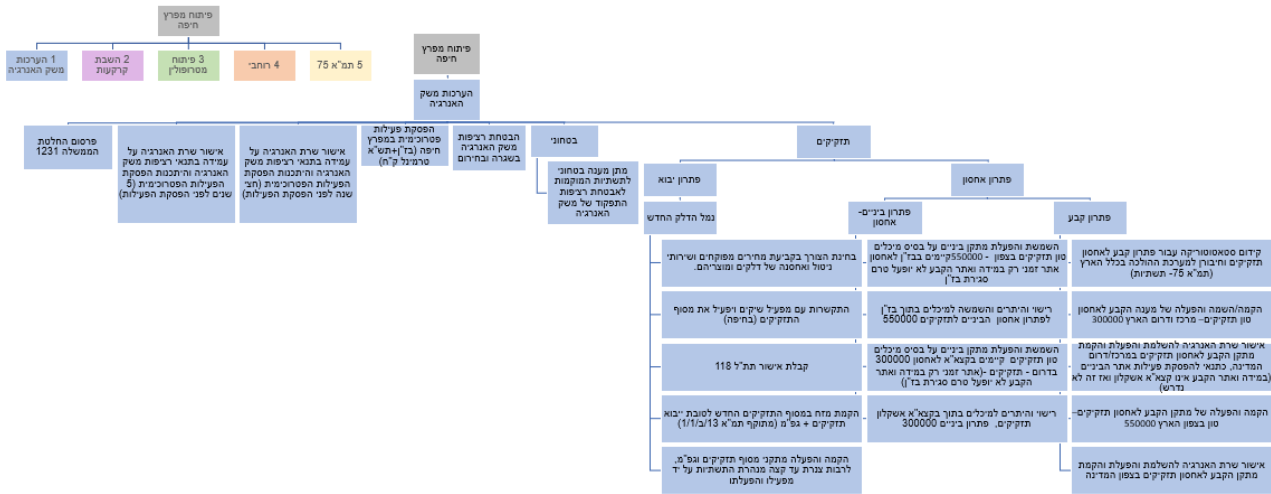 פיתוח מפרץ
חיפה
1 הערכות
משק האנרגיה
2 השבת
קרקעות
3 פיתוח
מטרופולין
4 רוחבי
5 תמ"א 75
פיתוח מפרץ
חיפה
הערכות משק
האנרגיה
פרסום החלטת
הממשלה 1231
אישור שרת האנרגיה על
עמידה בתנאי רציפות משק
האנרגיה והיתכנות הפסקת
הפעילות הפטרוכימית (5
שנים לפני הפסקת הפעילות)
אישור שרת האנרגיה על
עמידה בתנאי רציפות משק
האנרגיה והיתכנות הפסקת
הפעילות הפטרוכימית (חצי
שנה לפני הפסקת הפעילות)
הפסקת פעילות
פטרוכימית במפרץ
חיפה (בז"ן+תש"א
טרמינל ק"ח)
הבטחת רציפות
משק האנרגיה
בשגרה ובחירום
בטחוני
מתן מענה בטחוני
לתשתיות המוקמות
לאבטחת רציפות
התפקוד של משק
האנרגיה
תזקיקים
פתרון יבוא
נמל הדלק החדש
בחינת הצורך בקביעת מחירים מפוקחים ושירותי
ניטול ואחסנה של דלקים ומוצריהם.
התקשרות עם מפעיל שיקים ויפעיל את מסוף
התזקיקים (בחיפה)
קבלת אישור תת"ל 118
הקמת מזח במסוף התזקיקים החדש לטובת ייבוא
תזקיקים + גפ"מ (מתוקף תמ"א 13/ב/1/1)
הקמה והפעלה מתקני מסוף תזקיקים וגפ"מ,
לרבות צנרת עד קצה מנהרת התשתיות על יד
מפעילו והפעלתו
פתרון אחסון
פתרון ביניים-
אחסון
השמשת והפעלת מתקן ביניים על בסיס מיכלים
קיימים בבז"ן לאחסון550000 - טון תזקיקים בצפון
אתר זמני רק במידה ואתר הקבע לא יופעל טרם
סגירת בז"ן
רישוי והיתרים והשמשה למיכלים בתוך בז"ן
לפתרון אחסון הביניים לתזקיקים 550000
השמשת והפעלת מתקן ביניים על בסיס מיכלים
קיימים בקצא"א לאחסון 300000 טון תזקיקים
בדרום - תזקיקים -(אתר זמני רק במידה ואתר
הקבע לא יופעל טרם סגירת בז"ן)
רישוי והיתרים למיכלים בתוך בקצא"א אשקלון
תזקיקים, פתרון ביניים 300000
פתרון קבע
קידום סטאטוטוריקה עבור פתרון קבע לאחסון
תזקיקים וחיבורן למערכת ההולכה בכלל הארץ
(תמ"א 75- תשתיות)
הקמה/השמה והפעלה של מענה הקבע לאחסון
טון תזקיקים– מרכז ודרום הארץ 300000
אישור שרת האנרגיה להשלמת והפעלת והקמת
מתקן הקבע לאחסון תזקיקים במרכז/דרום
המדינה, כתנאי להפסקת פעילות אתר הביניים
(במידה ואתר הקבע אינו קצא"א אשקלון ואז זה לא
נדרש)
הקמה והפעלה של מתקן הקבע לאחסון תזקיקים–
טון בצפון הארץ 550000
אישור שרת האנרגיה להשלמת והפעלת והקמת
מתקן הקבע לאחסון תזקיקים בצפון המדינה